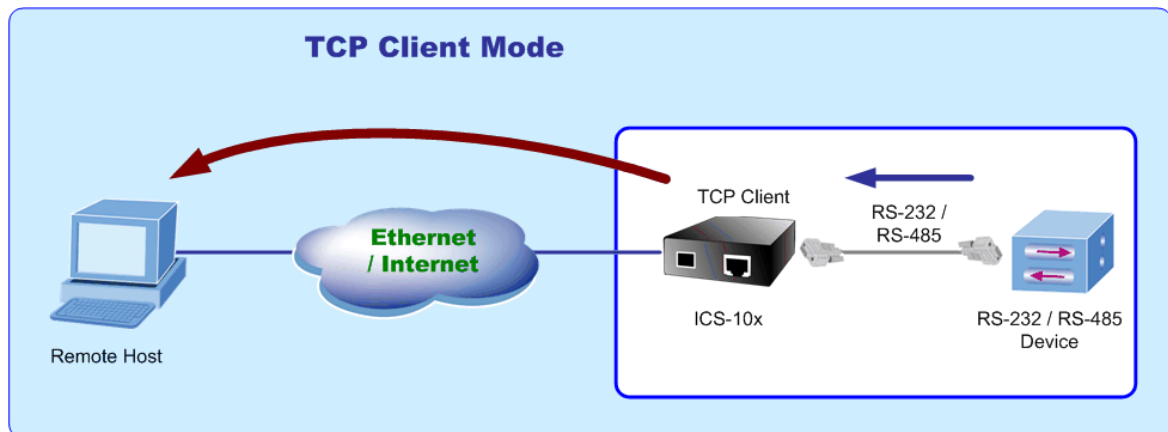 TCP Client Mode
TCP Client
RS-232 /
RS-485
Ethernet
/ Internet
ICS-10x
RS-232 / RS-485
Device
Remote Host